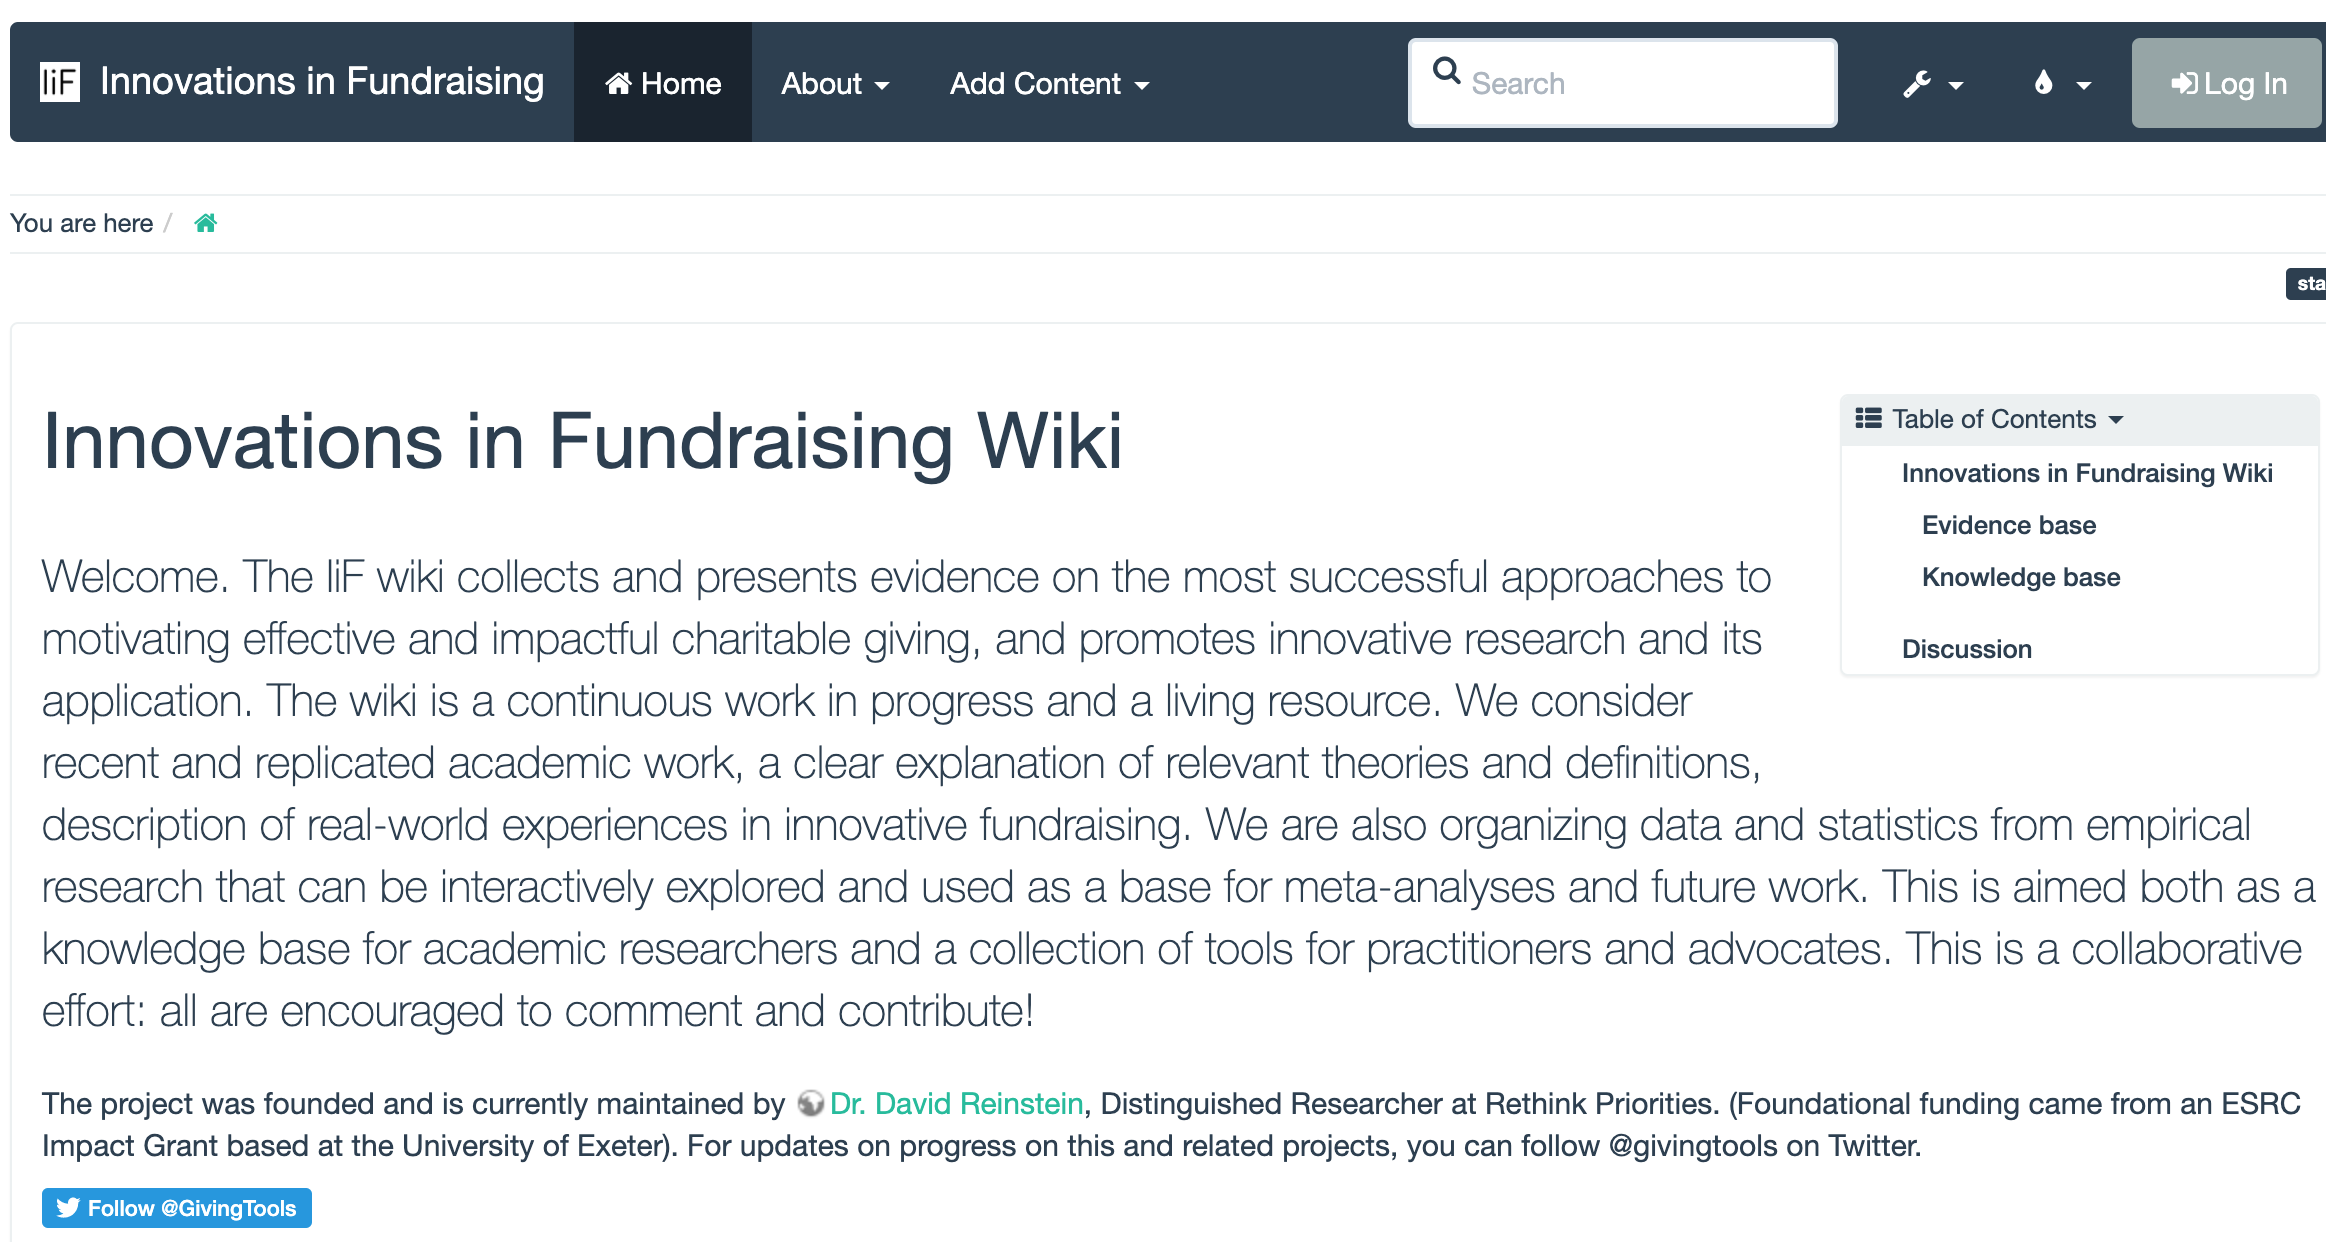 IiF Innovations in Fundraising Home About Add Content Search Log In
You are here /
sta
Innovations in Fundraising Wiki
Table of Contents
Innovations in Fundraising Wiki
Evidence base
Knowledge base
Discussion
Welcome. The IiF wiki collects and presents evidence on the most successful approaches to
motivating effective and impactful charitable giving, and promotes innovative research and its
application. The wiki is a continuous work in progress and a living resource. We consider
recent and replicated academic work, a clear explanation of relevant theories and definitions,
description of real-world experiences in innovative fundraising. We are also organizing data and statistics from empirical
research that can be interactively explored and used as a base for meta-analyses and future work. This is aimed both as a
knowledge base for academic researchers and a collection of tools for practitioners and advocates. This is a collaborative
effort: all are encouraged to comment and contribute!
The project was founded and is currently maintained by Dr. David Reinstein, Distinguished Researcher at Rethink Priorities. (Foundational funding came from an ESRC
Impact Grant based at the University of Exeter). For updates on progress on this and related projects, you can follow @givingtools on Twitter.
Follow @GivingTools